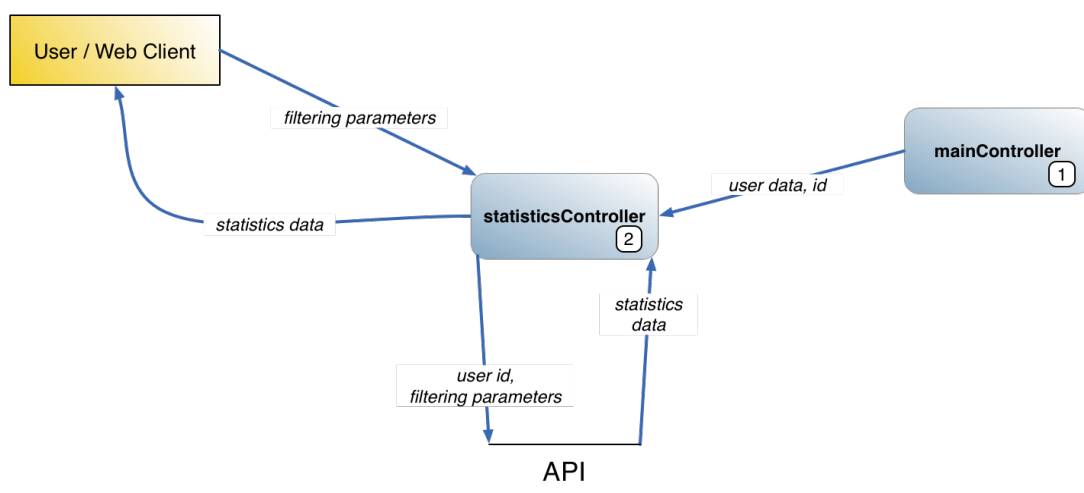 User / Web Client
filtering parameters
mainController
1
user data, id
statisticsController
2
statistics data
statistics
data
user id,
filtering parameters
API